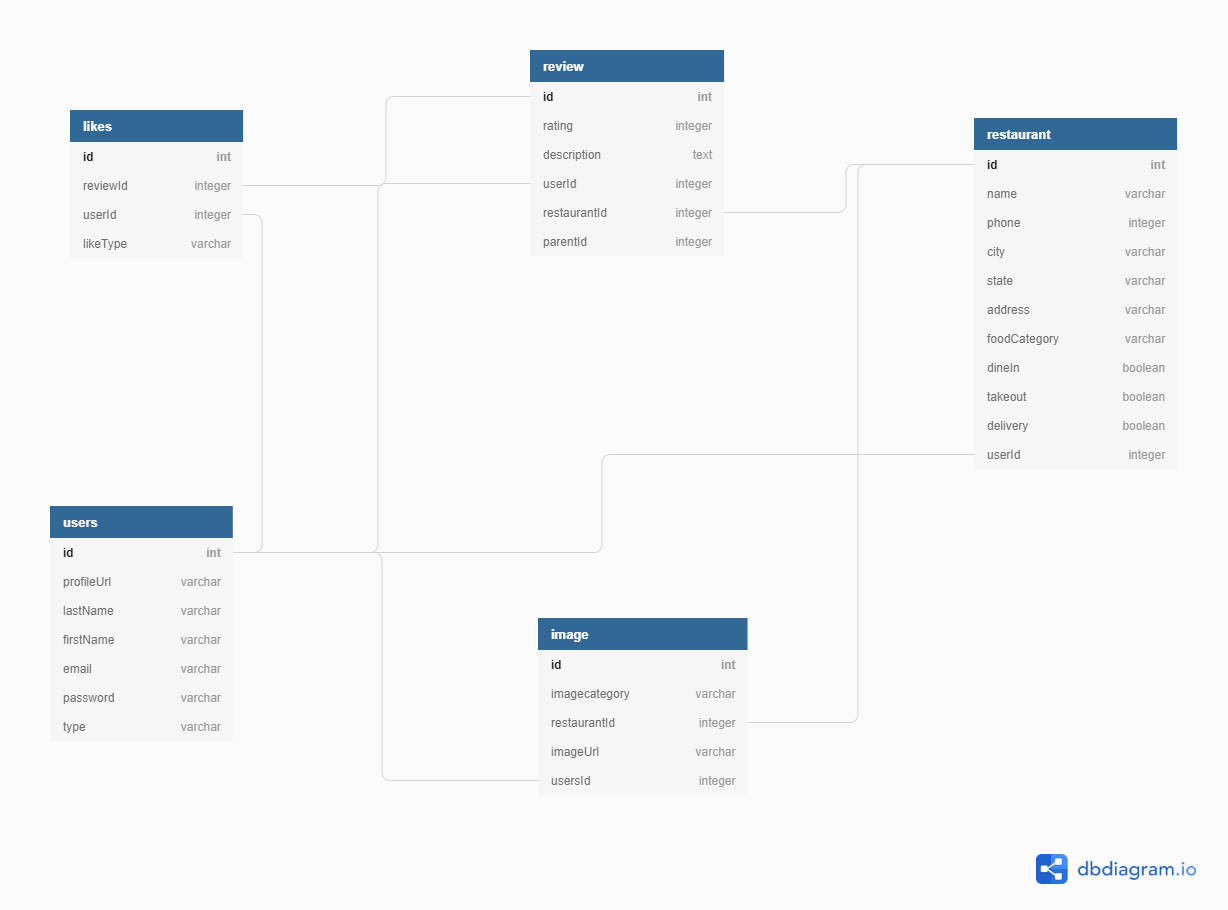 review
id int
rating integer
description text
userId integer
restaurantId integer
parentId integer
likes
id int
reviewId integer
userId integer
likeType varchar
restaurant
id int
name varchar
phone integer
city varchar
state varchar
address varchar
foodCategory varchar
dineIn boolean
takeout boolean
delivery boolean
userId integer
users
id int
profileUrl varchar
lastName varchar
firstName varchar
email varchar
password varchar
type varchar
image
id int
imagecategory varchar
restaurantId integer
imageUrl varchar
usersId integer
dbdiagram.io